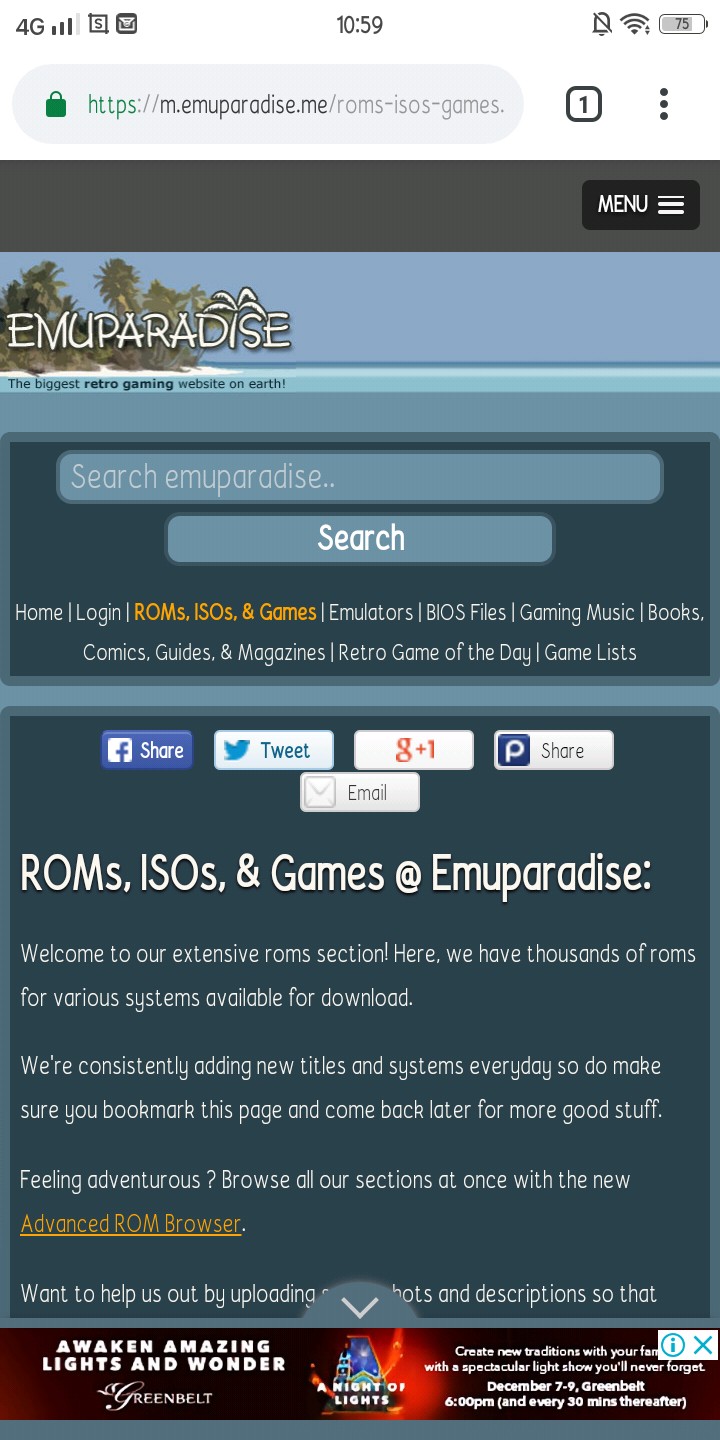 4G 10:59 75
https://m.emuparadise.me/roms-isos-games. 1
MENU
EMUPARADISE
The biggest retro gaming website on earth!
Search emuparadise..
Search
Home | Login | ROMs, ISOs, & Games | Emulators | BIOS Files | Gaming Music | Books,
Comics, Guides, & Magazines | Retro Game of the Day | Game Lists
Share Tweet g+1 Share
Email
ROMs, ISOs, & Games @ Emuparadise:
Welcome to our extensive roms section! Here, we have thousands of roms
for various systems available for download.
We're consistently adding new titles and systems everyday so do make
sure you bookmark this page and come back later for more good stuff.
Feeling adventurous ? Browse all our sections at once with the new
Advanced ROM Browser.
Want to help us out by uploading and descriptions so that
AWAKEN AMAZING
LIGHTS AND WONDER
GREENBELT
A NIGHT OF
LIGHTS
Create new traditions with your
with a spectacular light show you'll never forget.
December 7-9, Greenbelt
6:00pm (and every 30 mins thereafter)